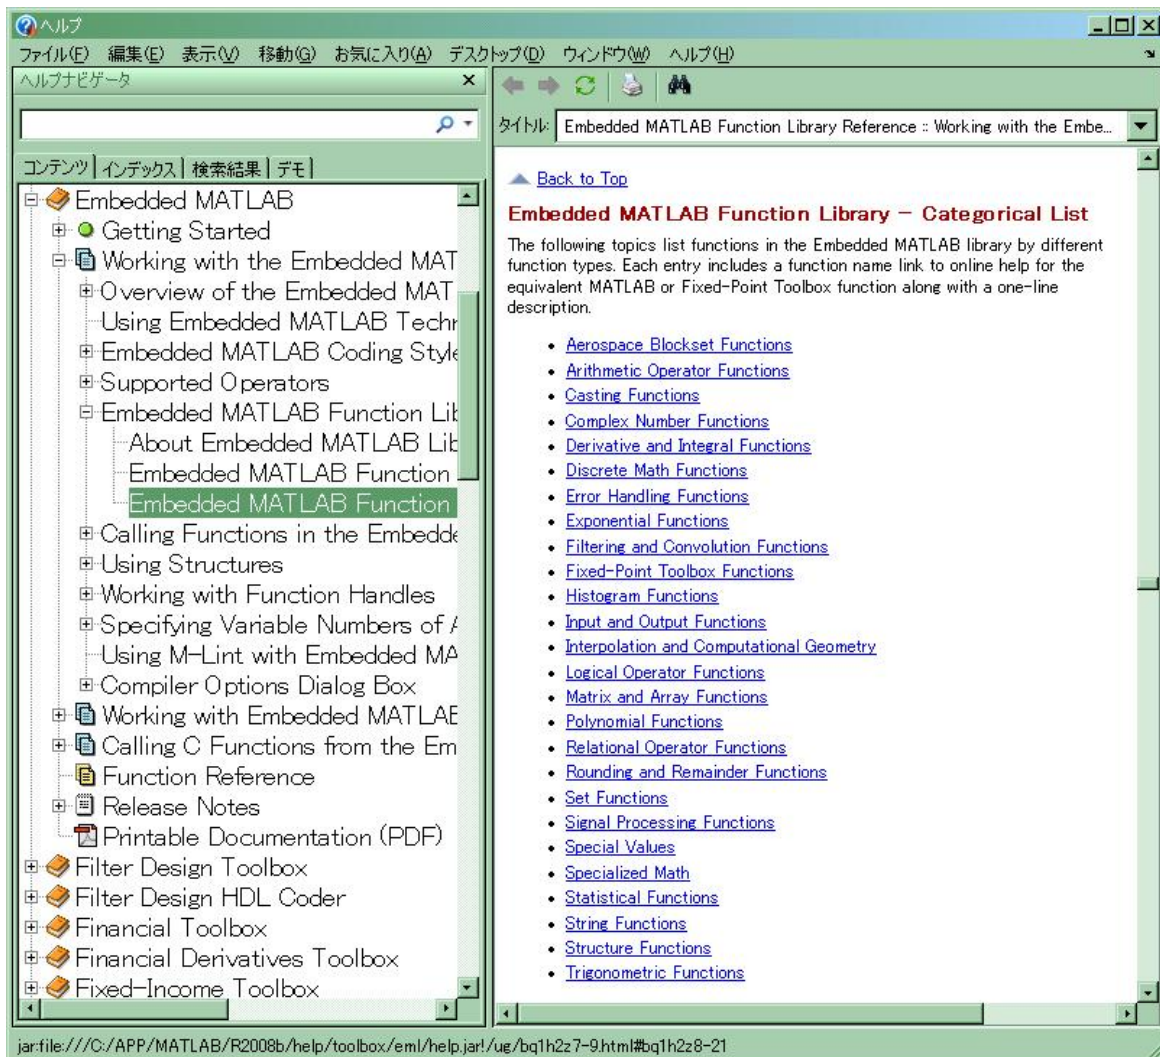 ヘルプ
ファイル(F) 編集(E) 表示(V) 移動(G) お気に入り(A) デスクトップ(D) ウィンドウ(W) ヘルプ(H)
ヘルプナビゲータ
コンテンツ インデックス 検索結果 デモ
Embedded MATLAB
Getting Started
Working with the Embedded MAT
Overview of the Embedded MAT
Using Embedded MATLAB Techn
Embedded MATLAB Coding Style
Supported Operators
Embedded MATLAB Function Lib
About Embedded MATLAB Lib
Embedded MATLAB Function
Embedded MATLAB Function
Calling Functions in the Embedde
Using Structures
Working with Function Handles
Specifying Variable Numbers of A
Using M-Lint with Embedded MA
Compiler Options Dialog Box
Working with Embedded MATLAB
Calling C Functions from the Em
Function Reference
Release Notes
Printable Documentation (PDF)
Filter Design Toolbox
Filter Design HDL Coder
Financial Toolbox
Financial Derivatives Toolbox
Fixed-Income Toolbox
タイトル: Embedded MATLAB Function Library Reference :: Working with the Embe...
Back to Top
Embedded MATLAB Function Library – Categorical List
The following topics list functions in the Embedded MATLAB library by different
function types. Each entry includes a function name link to online help for the
equivalent MATLAB or Fixed-Point Toolbox function along with a one-line
description.
• Aerospace Blockset Functions
• Arithmetic Operator Functions
• Casting Functions
• Complex Number Functions
• Derivative and Integral Functions
• Discrete Math Functions
• Error Handling Functions
• Exponential Functions
• Filtering and Convolution Functions
• Fixed-Point Toolbox Functions
• Histogram Functions
• Input and Output Functions
• Interpolation and Computational Geometry
• Logical Operator Functions
• Matrix and Array Functions
• Polynomial Functions
• Relational Operator Functions
• Rounding and Remainder Functions
• Set Functions
• Signal Processing Functions
• Special Values
• Specialized Math
• Statistical Functions
• String Functions
• Structure Functions
• Trigonometric Functions
jar:file:///C:/APP/MATLAB/R2008b/help/toolbox/eml/help.jar!/ug/bq1h2z7-9.html#bq1h2z8-21